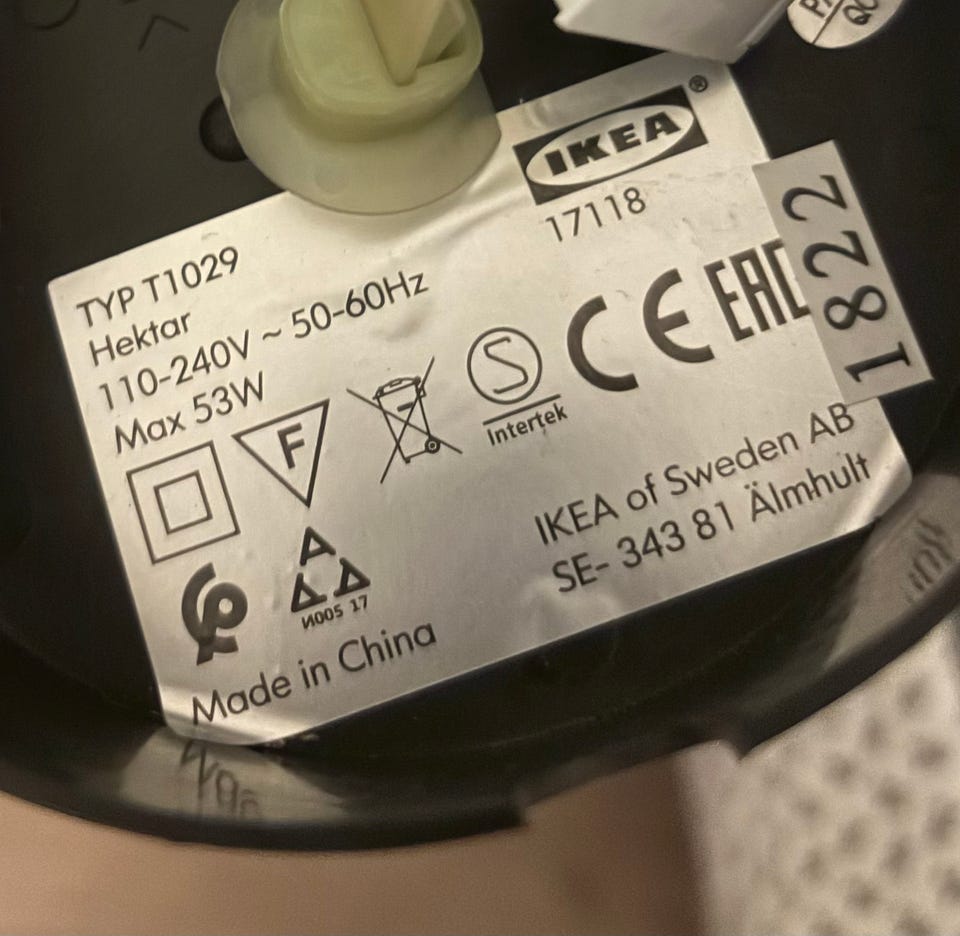 IKEA®
17118
1822
TYP T1029
Hektar
110-240V ~ 50-60Hz
Max 53W
F
S
Intertek
CE
EAC
И005 17
Made in China
IKEA of Sweden AB
SE- 343 81 Älmhult